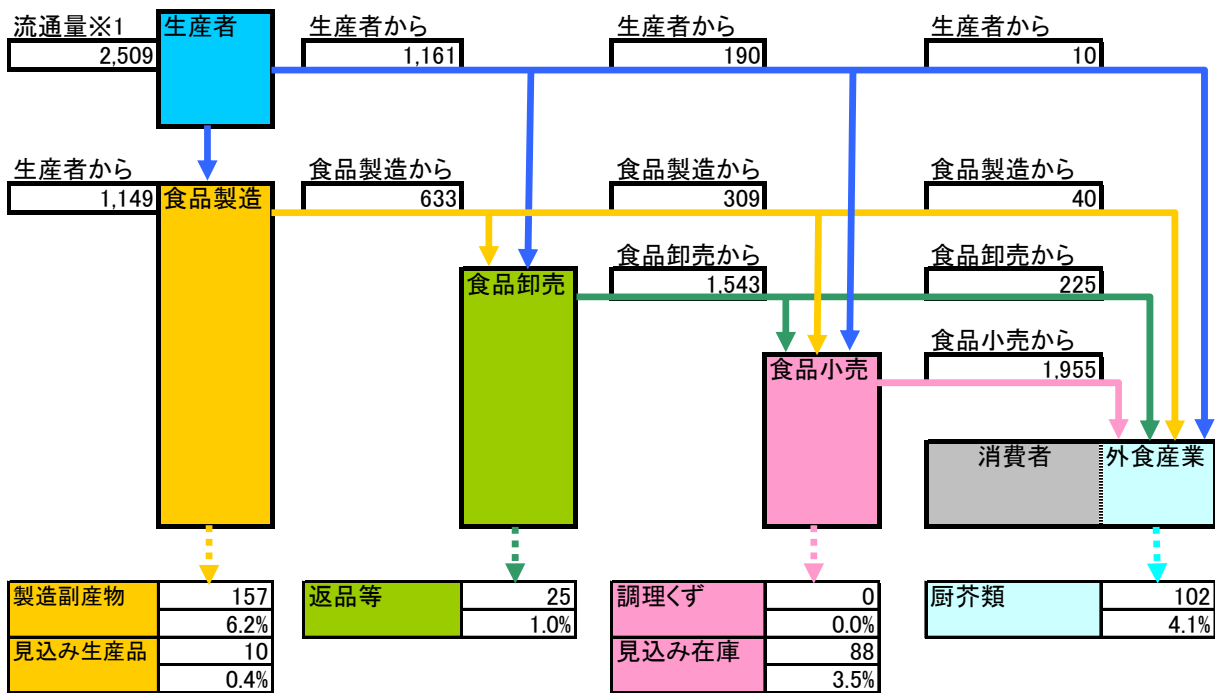 流通量※1
2,509
生産者
生産者から
1,161
生産者から
190
生産者から
10
生産者から
1,149
食品製造
食品製造から
633
食品製造から
309
食品製造から
40
食品卸売
食品卸売から
1,543
食品卸売から
225
食品小売
食品小売から
1,955
消費者
外食産業
製造副産物
157
6.2%
見込み生産品
10
0.4%
返品等
25
1.0%
調理くず
0
0.0%
見込み在庫
88
3.5%
厨芥類
102
4.1%